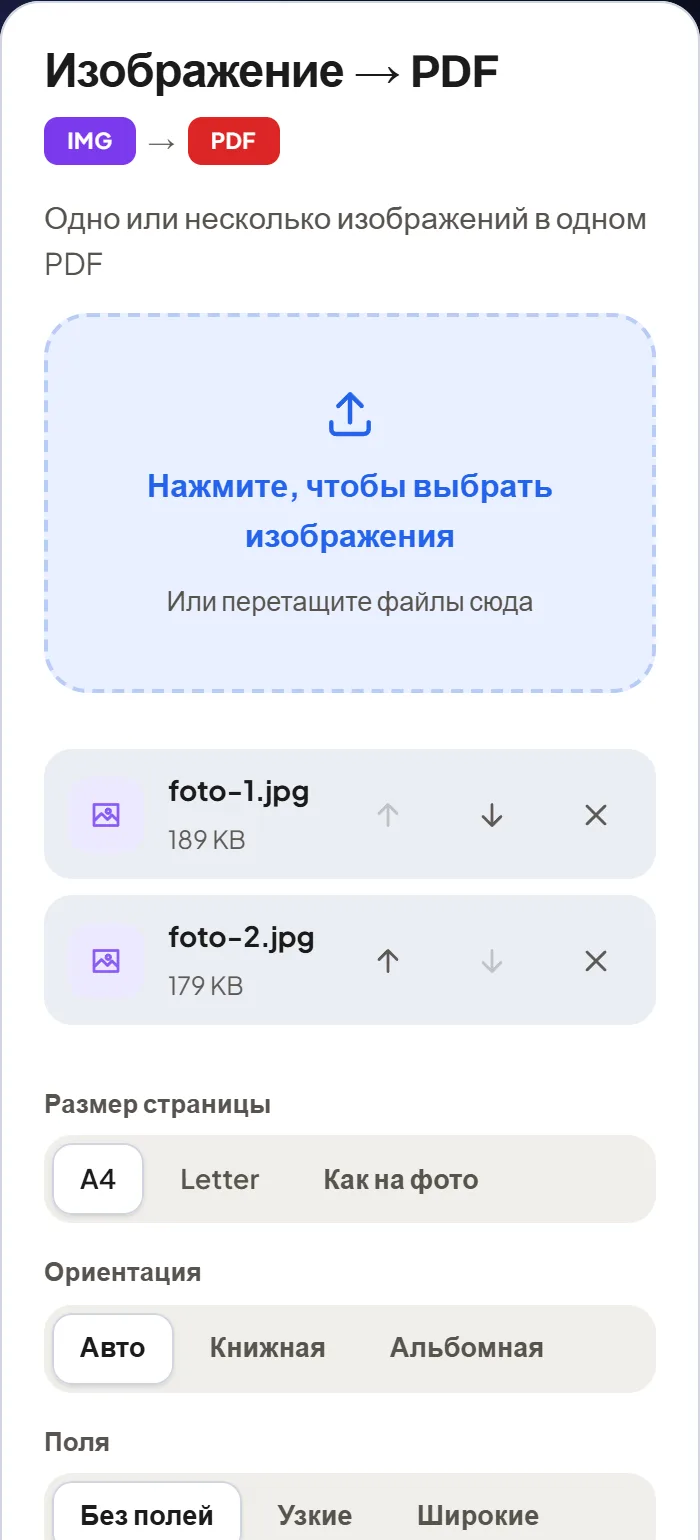 Изображение → PDF
IMG → PDF
Одно или несколько изображений в одном
PDF
Нажмите, чтобы выбрать
изображения
Или перетащите файлы сюда
foto-1.jpg
189 KB
foto-2.jpg
179 KB
Размер страницы
A4 Letter Как на фото
Ориентация
Авто Книжная Альбомная
Поля
Без полей Узкие Широкие